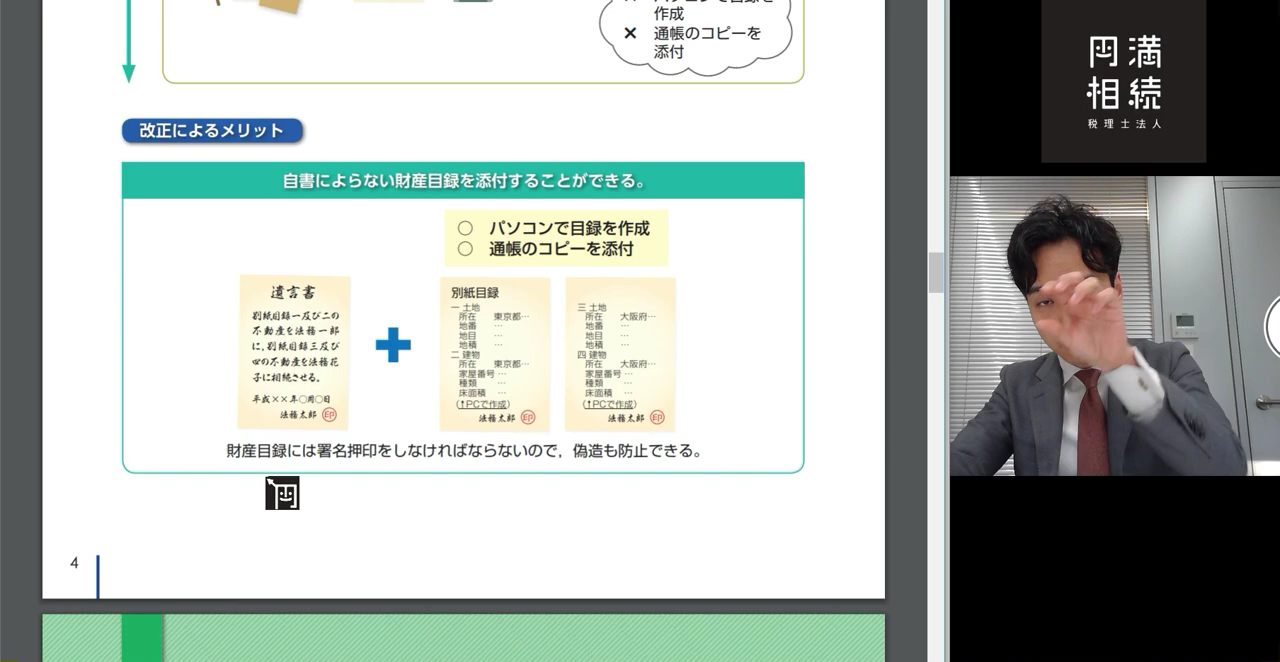 作成
× 通帳のコピーを
添付
改正によるメリット
自書によらない財産目録を添付することができる。
○ パソコンで目録を作成
○ 通帳のコピーを添付
遺言書
別紙目録一及び二の
不動産を法務一郎
に、別紙目録三及び
四の不動産を法務花
子に相続させる。
平成××年○月○日
法務太郎 印
別紙目録
一 土地
所在 東京都…
地番 …
地目 …
地積 …
二 建物
所在 東京都…
家屋番号 …
種類 …
床面積 …
(↑PCで作成)
法務太郎 印
三 土地
所在 大阪府…
地番 …
地目 …
地積 …
四 建物
所在 大阪府…
家屋番号 …
種類 …
床面積 …
(↑PCで作成)
法務太郎 印
財産目録には署名押印をしなければならないので，偽造も防止できる。
4
円満
相続
税理士法人